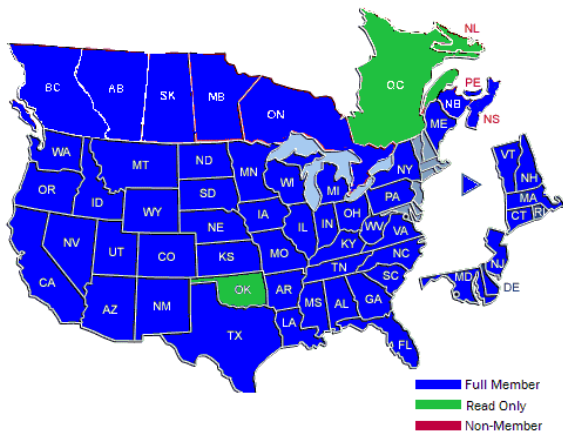 NL
BC
AB
SK
MB
ON
QC
PE
NB
NS
ME
WA
MT
ND
MN
OR
ID
SD
WI
MI
NY
VT
NH
MA
CT
RI
WY
IA
PA
NV
NE
IL
IN
OH
UT
CO
KS
MO
KY
WV
VA
CA
NC
TN
NJ
MD
DE
AZ
NM
OK
AR
SC
MS
AL
GA
TX
LA
FL
Full Member
Read Only
Non-Member